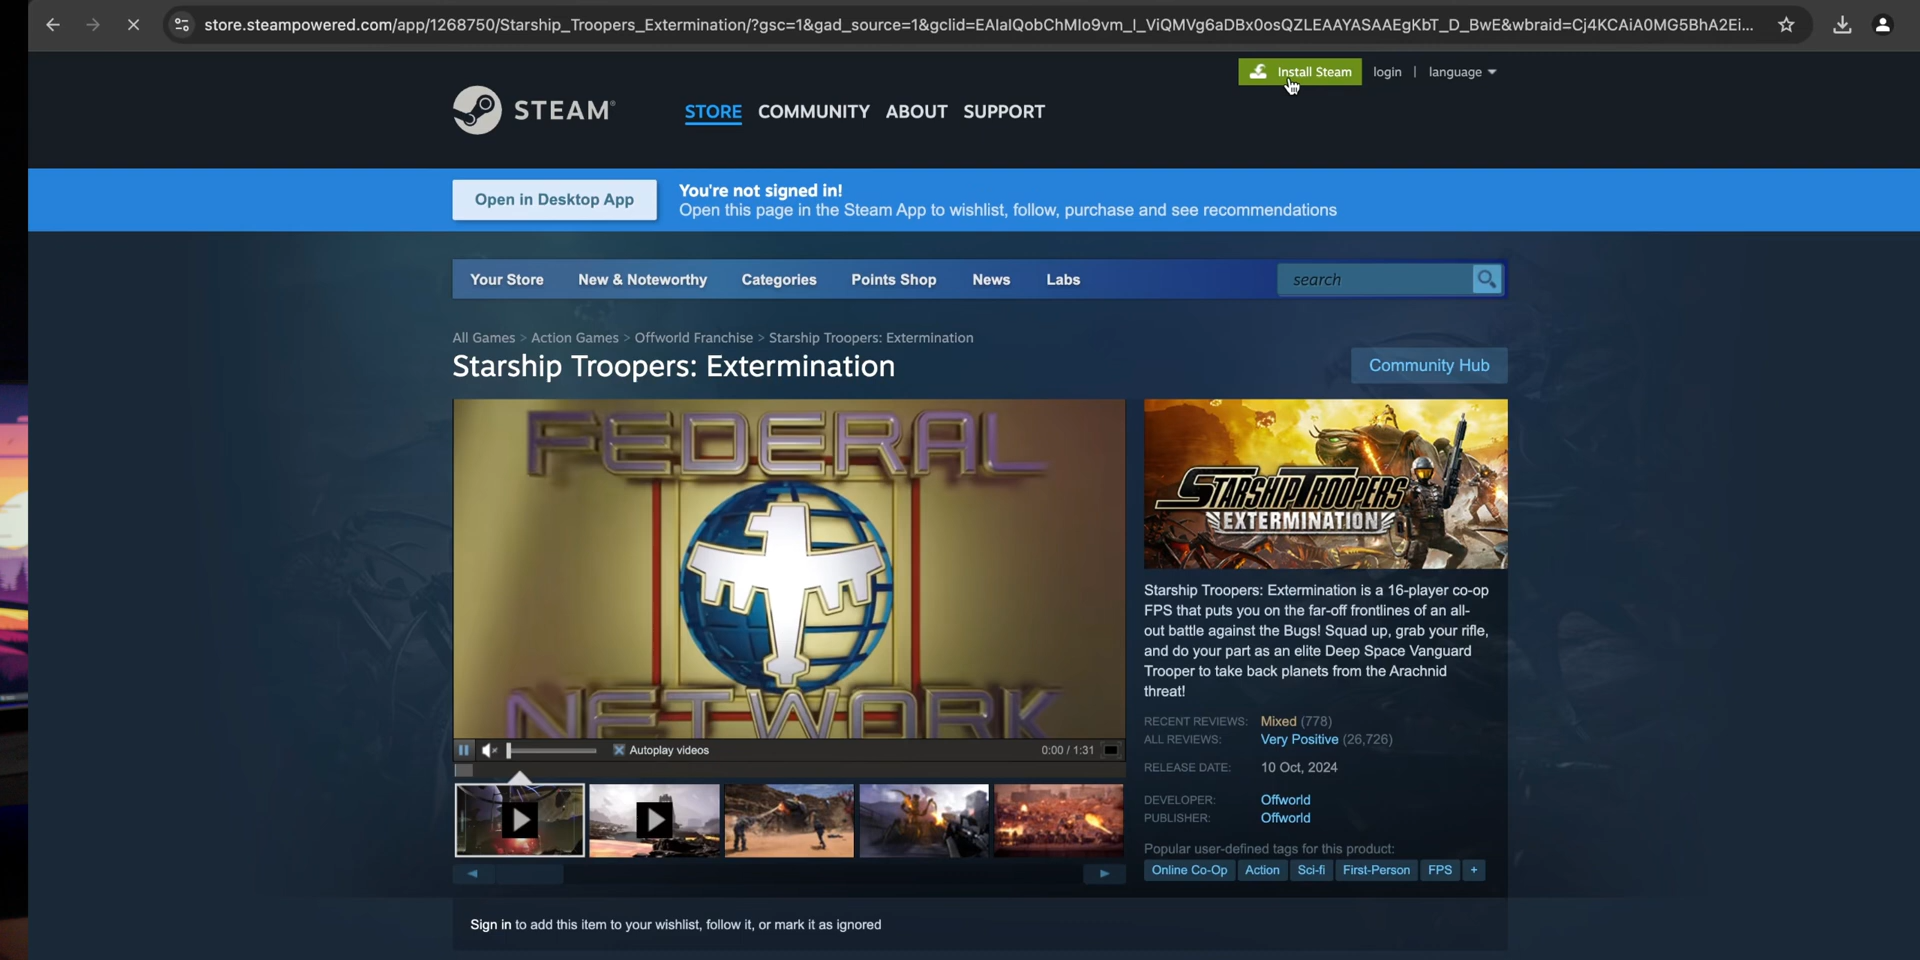 store.steampowered.com/app/1268750/Starship_Troopers_Extermination/?gsc=1&gad_source=1&gclid=EAIaIQobChMIo9vm_I_ViQMVg6aDBx0osQZLEAAYASAAEgKbT_D_BwE&wbraid=Cj4KCAiA0MG5BhA2Ei...
Install Steam login | language
STEAM®
STORE COMMUNITY ABOUT SUPPORT
Open in Desktop App
You're not signed in!
Open this page in the Steam App to wishlist, follow, purchase and see recommendations
Your Store New & Noteworthy Categories Points Shop News Labs search
All Games > Action Games > Offworld Franchise > Starship Troopers: Extermination
Starship Troopers: Extermination
Community Hub
FEDERAL
NETWORK
Autoplay videos
0:00 / 1:31
STARSHIP TROOPERS
EXTERMINATION
Starship Troopers: Extermination is a 16-player co-op
FPS that puts you on the far-off frontlines of an all-
out battle against the Bugs! Squad up, grab your rifle,
and do your part as an elite Deep Space Vanguard
Trooper to take back planets from the Arachnid
threat!
RECENT REVIEWS: Mixed (778)
ALL REVIEWS: Very Positive (26,726)
RELEASE DATE: 10 Oct, 2024
DEVELOPER: Offworld
PUBLISHER: Offworld
Popular user-defined tags for this product:
Online Co-Op Action Sci-fi First-Person FPS +
Sign in to add this item to your wishlist, follow it, or mark it as ignored